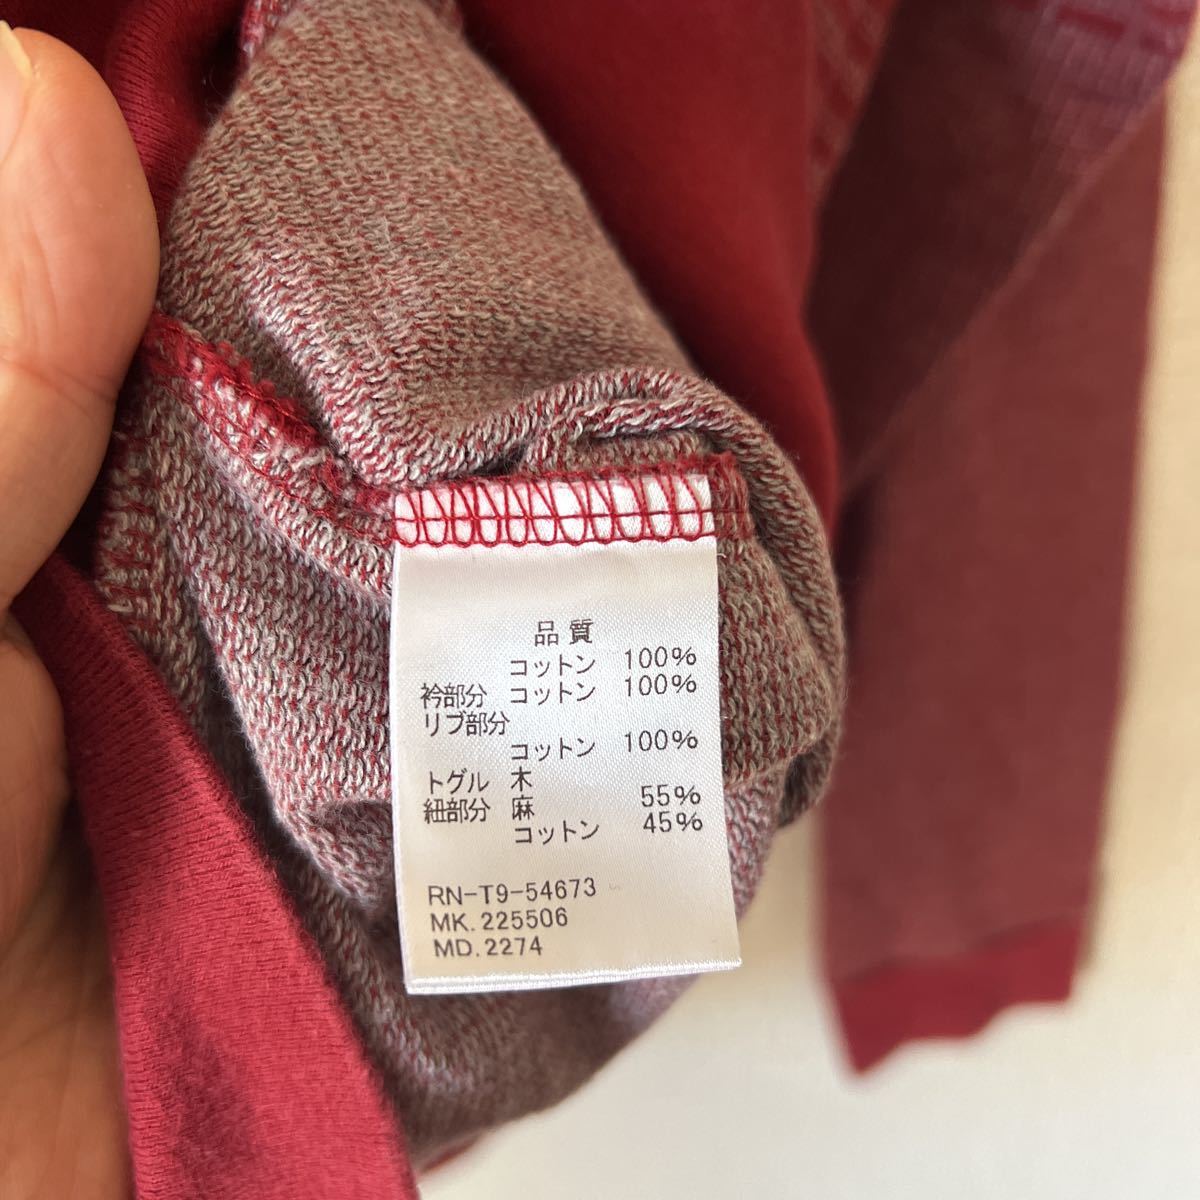 品質
コットン 100%
衿部分 コットン 100%
リブ部分
コットン 100%
トグル 木
紐部分 麻 55%
コットン 45%
RN-T9-54673
MK.225506
MD.2274